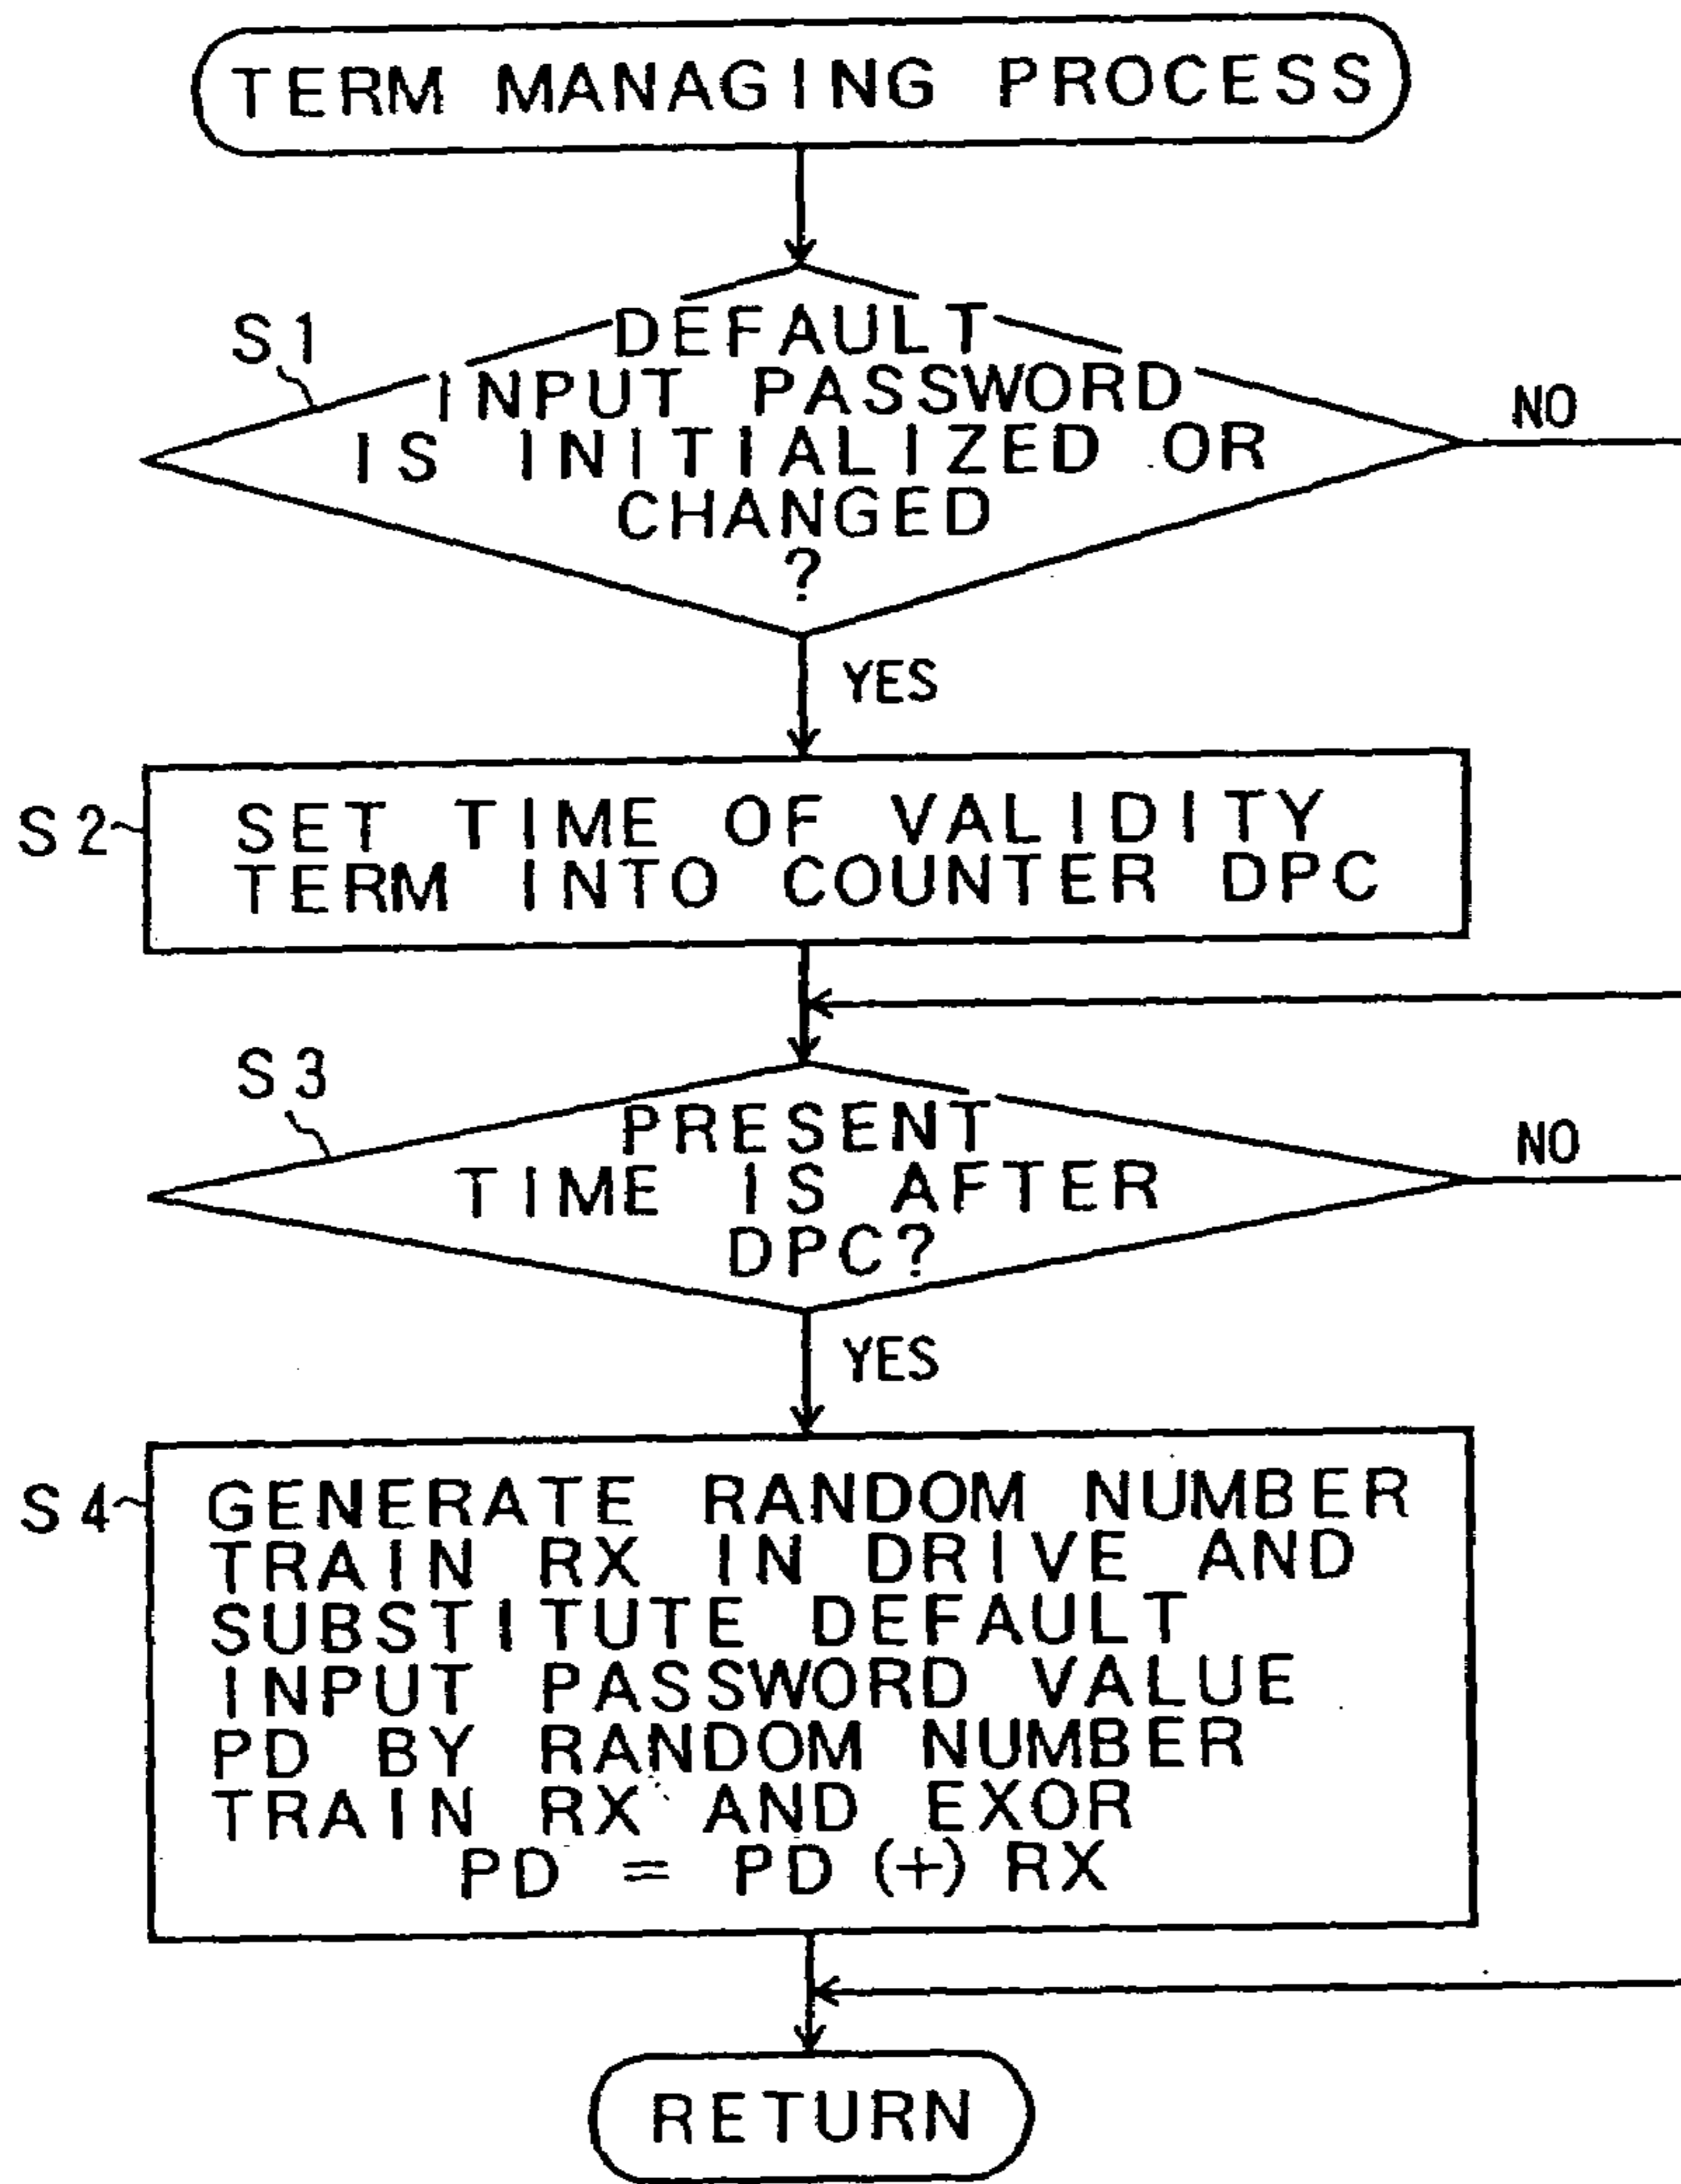 TERM MANAGING PROCESS
S1
DEFAULT
INPUT PASSWORD
IS INITIALIZED OR
CHANGED
?
NO
YES
S2
SET TIME OF VALIDITY
TERM INTO COUNTER DPC
S3
PRESENT
TIME IS AFTER
DPC?
NO
YES
S4
GENERATE RANDOM NUMBER
TRAIN RX IN DRIVE AND
SUBSTITUTE DEFAULT
INPUT PASSWORD VALUE
PD BY RANDOM NUMBER
TRAIN RX AND EXOR
PD = PD (+) RX
RETURN